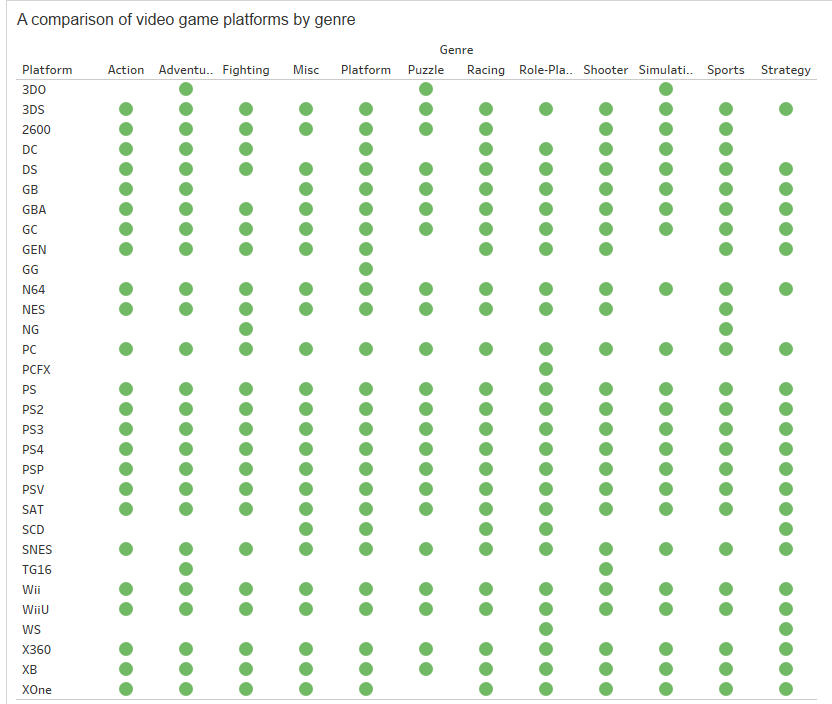 A comparison of video game platforms by genre
Genre
Platform Action Adventu.. Fighting Misc Platform Puzzle Racing Role-Pla.. Shooter Simulati.. Sports Strategy
3DO
3DS
2600
DC
DS
GB
GBA
GC
GEN
GG
N64
NES
NG
PC
PCFX
PS
PS2
PS3
PS4
PSP
PSV
SAT
SCD
SNES
TG16
Wii
WiiU
WS
X360
XB
XOne